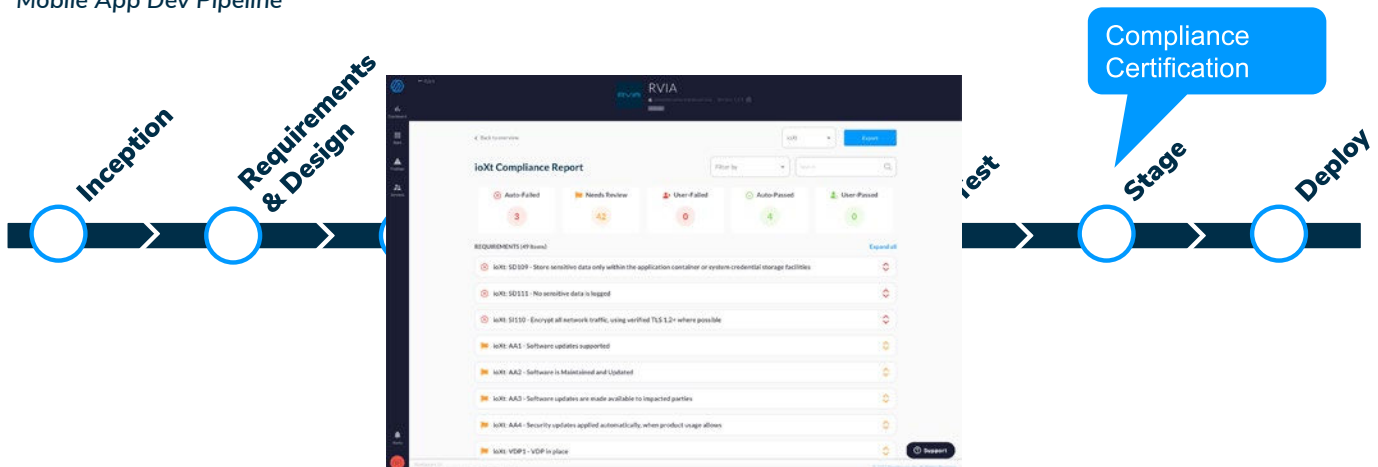 Mobile App Dev Pipeline
Compliance
Certification
Inception
Requirements
& Design
Stage
Deploy
RVIA
Back to overview
ioXt
Export
ioXt Compliance Report
Filter by
Search
Auto-Failed
Needs Review
User-Failed
Auto-Passed
User-Passed
3
42
0
4
0
REQUIREMENTS (49 Items)
Expand all
ioXt: SD109 - Store sensitive data only within the application container or system credential storage facilities
ioXt: SD111 - No sensitive data is logged
ioXt: SI110 - Encrypt all network traffic, using verified TLS 1.2+ where possible
ioXt: AA1 - Software updates supported
ioXt: AA2 - Software is Maintained and Updated
ioXt: AA3 - Software updates are made available to impacted parties
ioXt: AA4 - Security updates applied automatically, when product usage allows
ioXt: VDP1 - VDP in place
Support